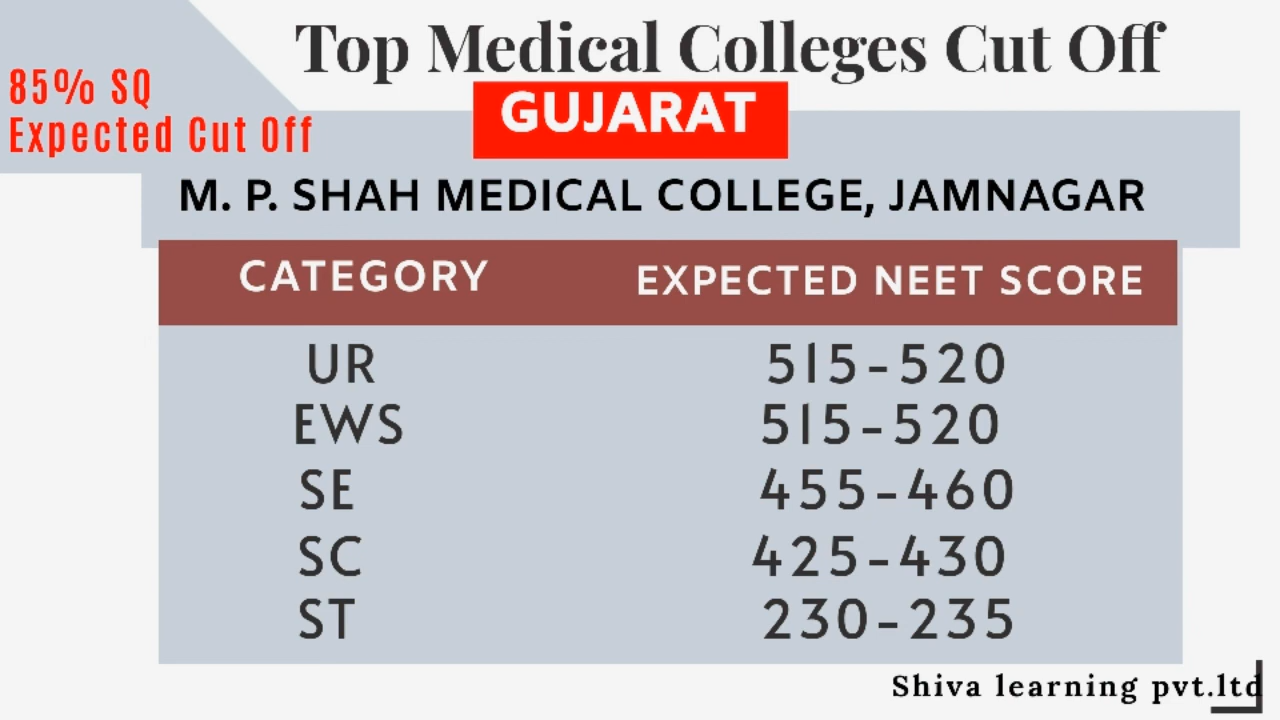 Top Medical Colleges Cut Off
85% SQ
Expected Cut Off
GUJARAT
M. P. SHAH MEDICAL COLLEGE, JAMNAGAR
CATEGORY EXPECTED NEET SCORE
UR 515-520
EWS 515-520
SE 455-460
SC 425-430
ST 230-235
Shiva learning pvt.ltd